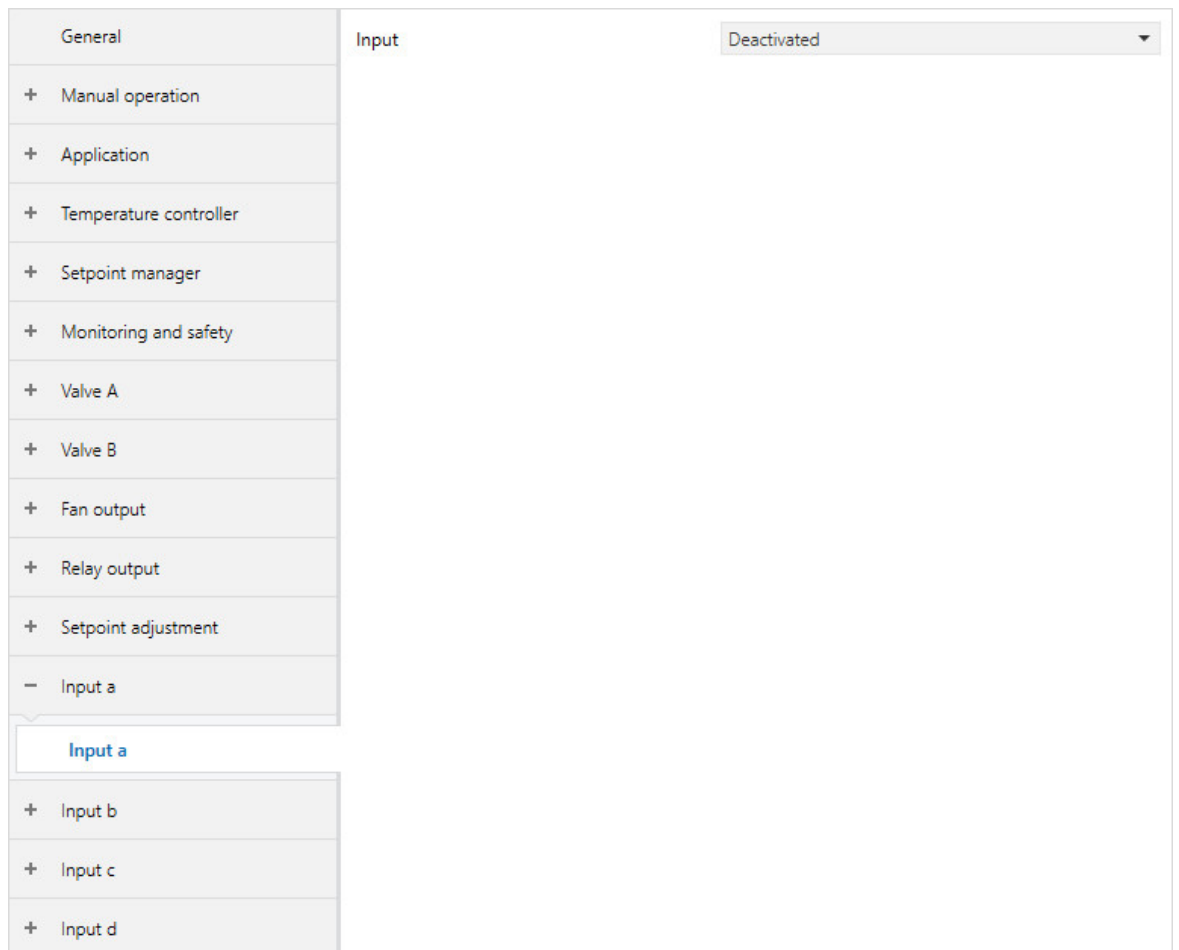 General
Input
Deactivated
+ Manual operation
+ Application
+ Temperature controller
+ Setpoint manager
+ Monitoring and safety
+ Valve A
+ Valve B
+ Fan output
+ Relay output
+ Setpoint adjustment
− Input a
Input a
+ Input b
+ Input c
+ Input d